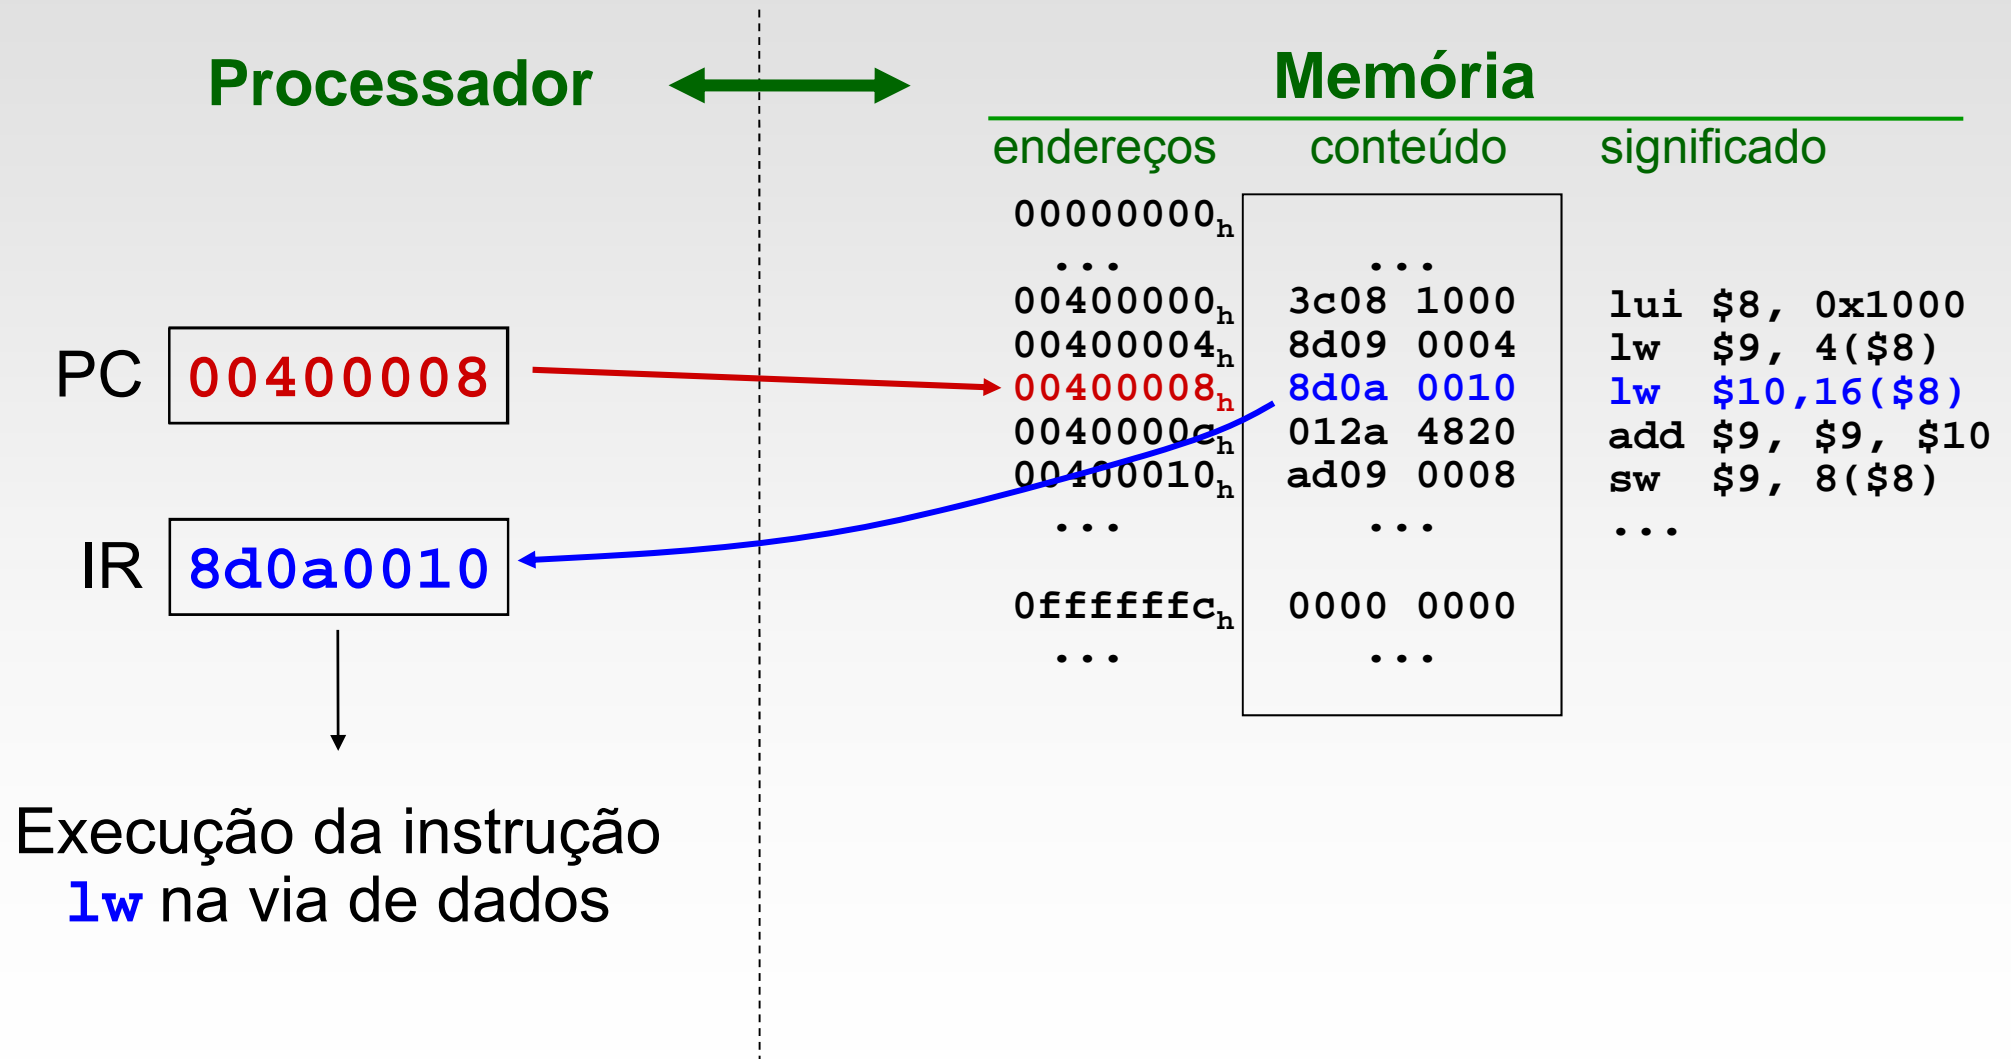 Processador
Memória
endereços conteúdo significado
00000000h
... ...
00400000h 3c08 1000 lui $8, 0x1000
00400004h 8d09 0004 lw $9, 4($8)
PC 00400008 00400008h 8d0a 0010 lw $10,16($8)
0040000ch 012a 4820 add $9, $9, $10
00400010h ad09 0008 sw $9, 8($8)
... ... ...
IR 8d0a0010
0ffffffch 0000 0000
... ...
Execução da instrução
lw na via de dados